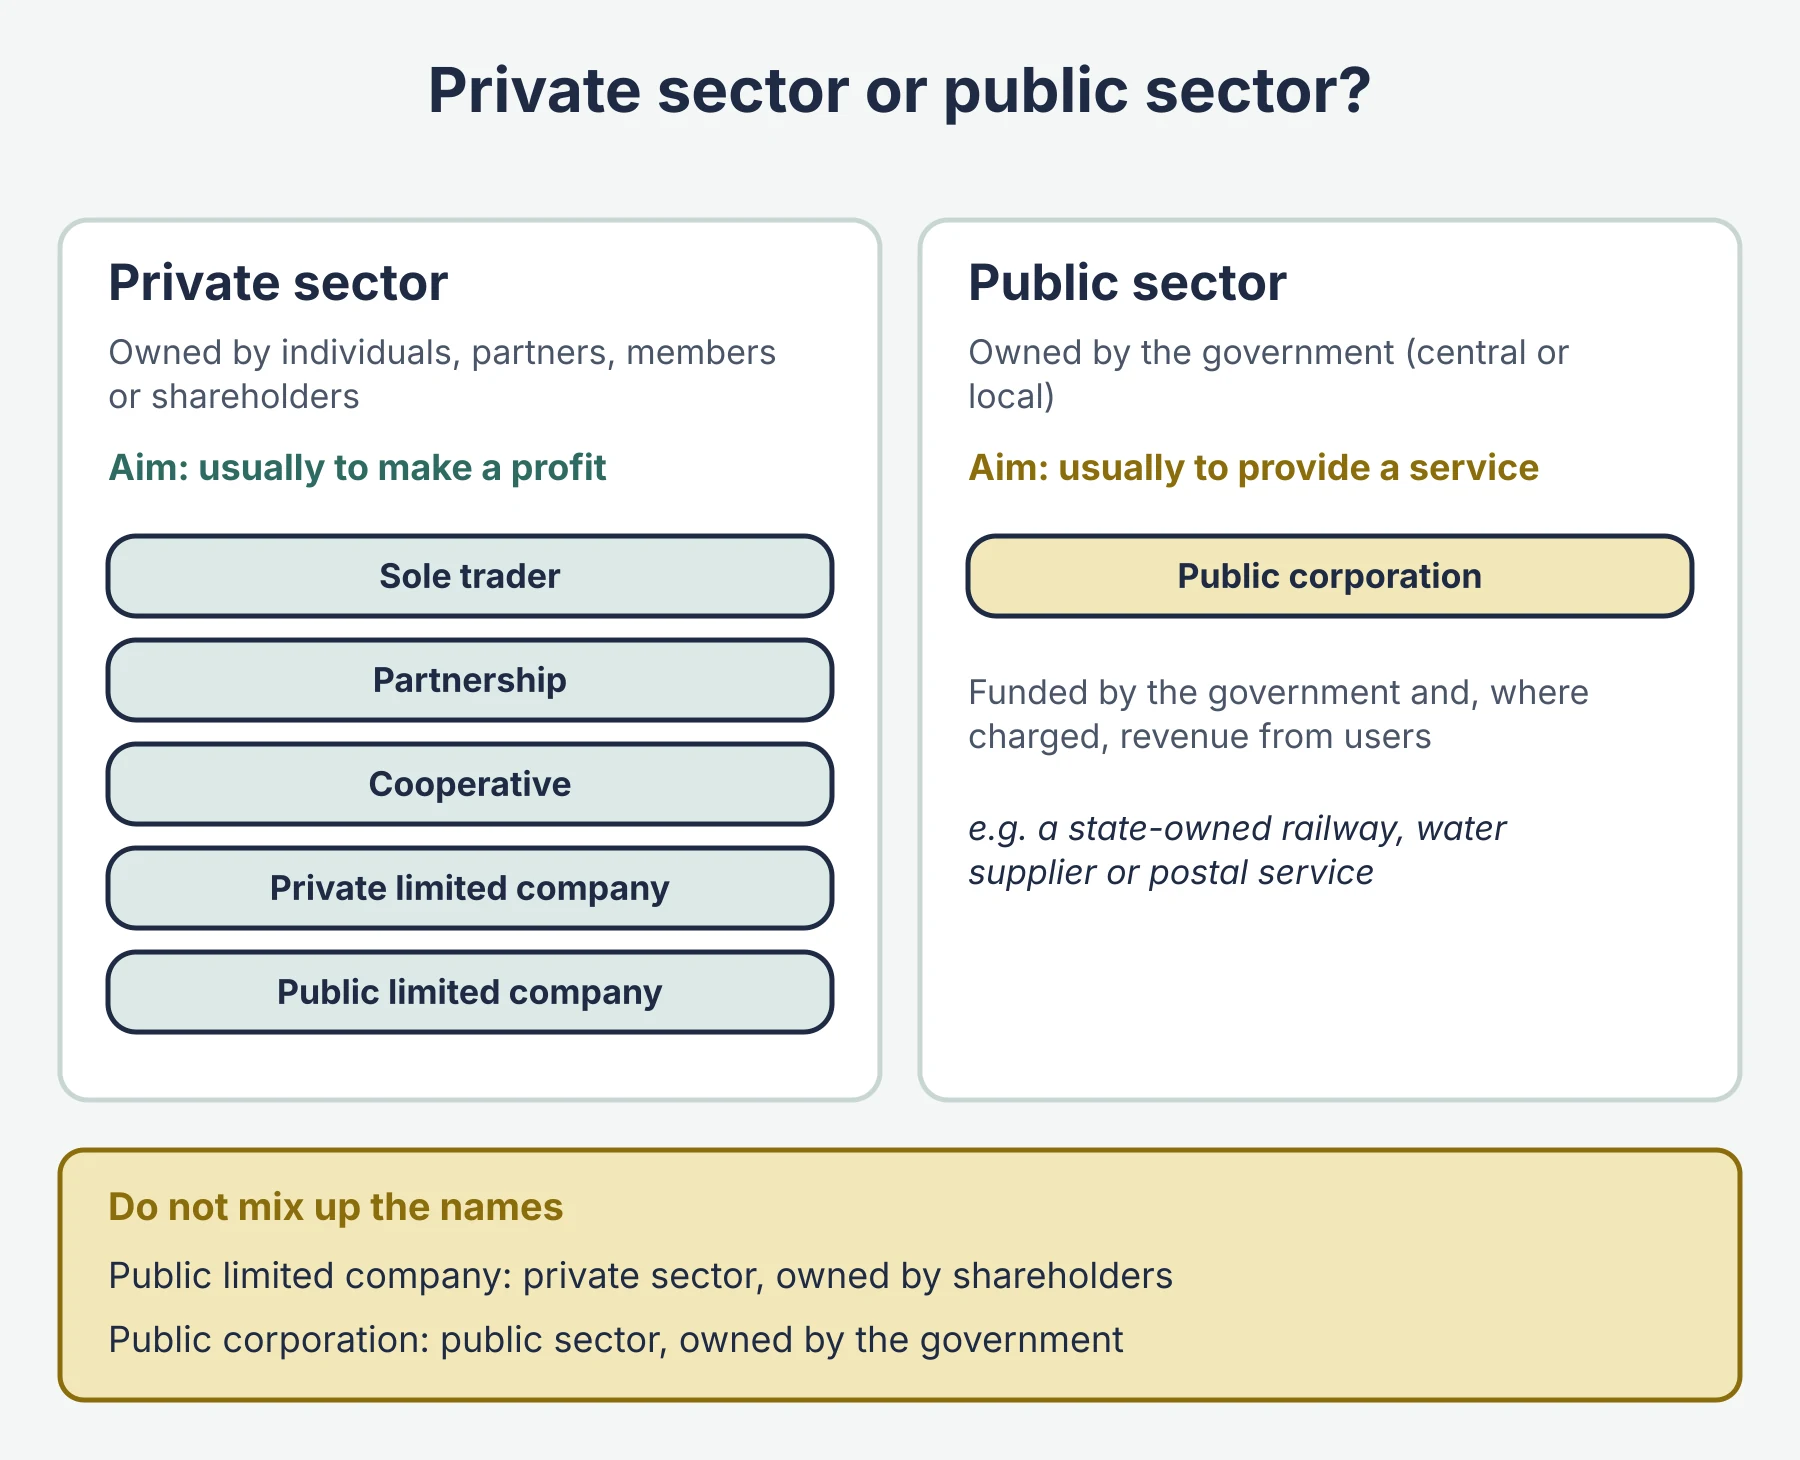 Private sector or public sector?
Private sector
Owned by individuals, partners, members
or shareholders
Aim: usually to make a profit
Sole trader
Partnership
Cooperative
Private limited company
Public limited company
Public sector
Owned by the government (central or
local)
Aim: usually to provide a service
Public corporation
Funded by the government and, where
charged, revenue from users
e.g. a state-owned railway, water
supplier or postal service
Do not mix up the names
Public limited company: private sector, owned by shareholders
Public corporation: public sector, owned by the government